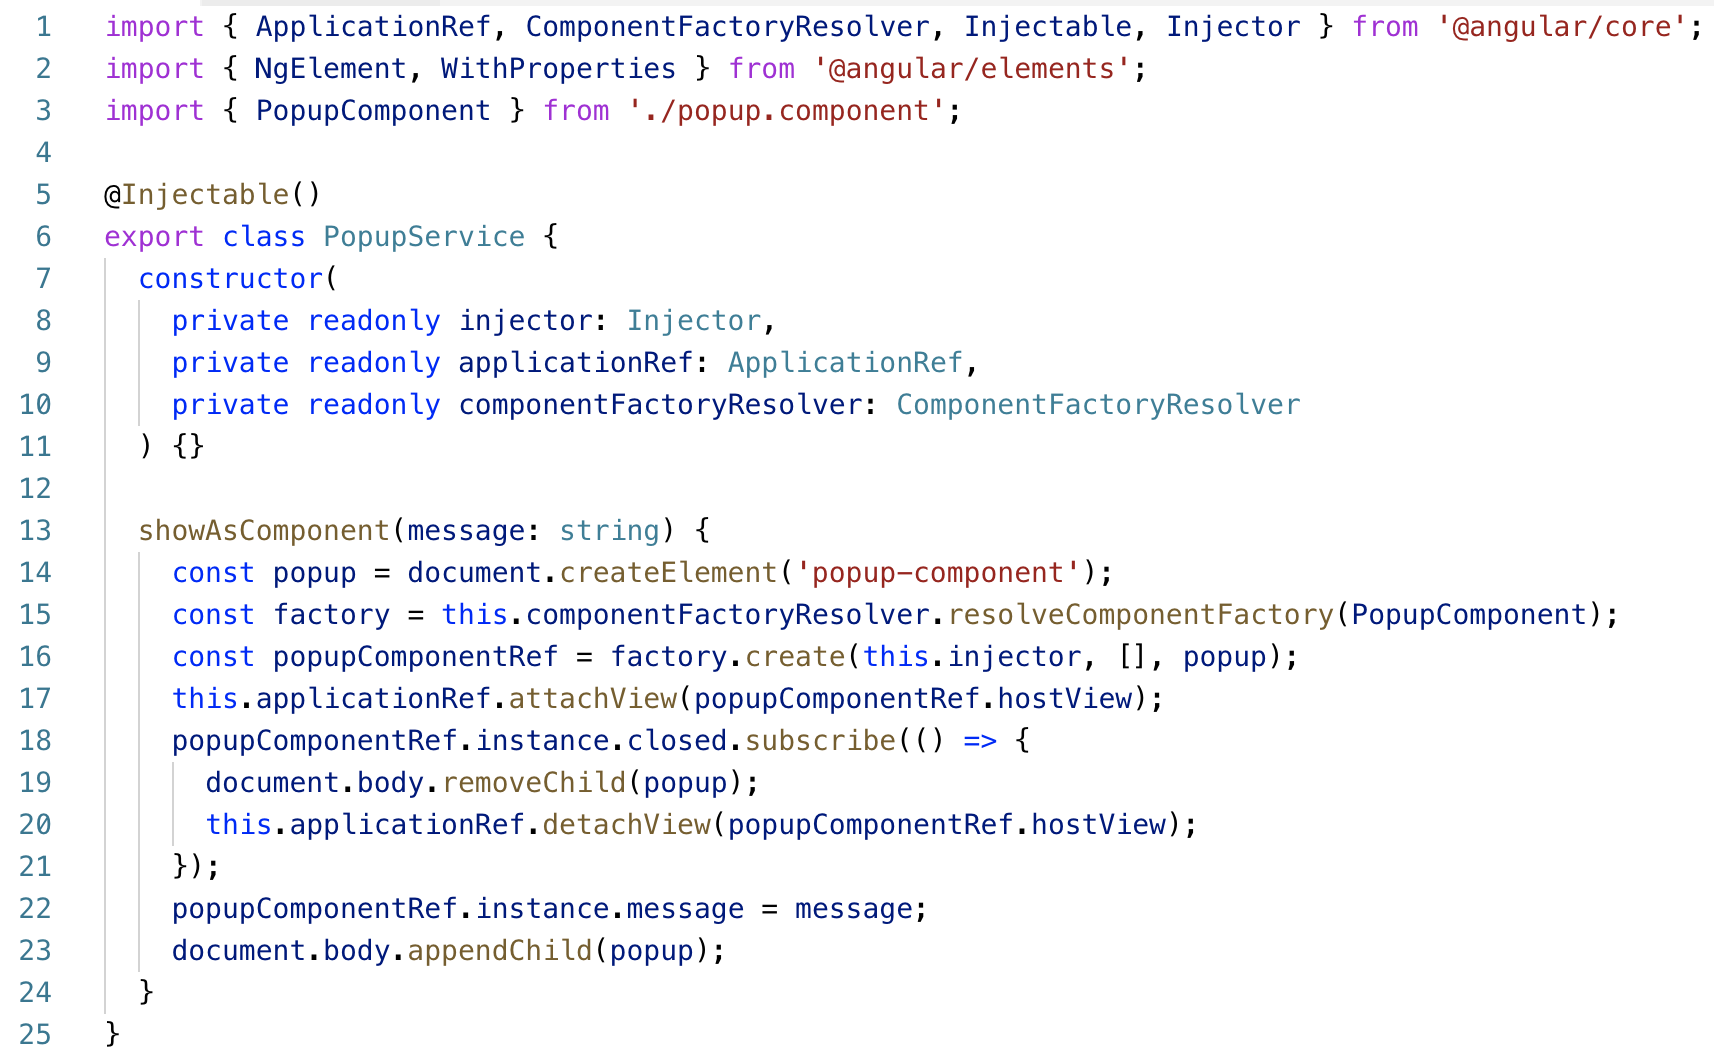 1 import { ApplicationRef, ComponentFactoryResolver, Injectable, Injector } from '@angular/core';
2 import { NgElement, WithProperties } from '@angular/elements';
3 import { PopupComponent } from './popup.component';
4
5 @Injectable()
6 export class PopupService {
7   constructor(
8     private readonly injector: Injector,
9     private readonly applicationRef: ApplicationRef,
10     private readonly componentFactoryResolver: ComponentFactoryResolver
11   ) {}
12
13   showAsComponent(message: string) {
14     const popup = document.createElement('popup-component');
15     const factory = this.componentFactoryResolver.resolveComponentFactory(PopupComponent);
16     const popupComponentRef = factory.create(this.injector, [], popup);
17     this.applicationRef.attachView(popupComponentRef.hostView);
18     popupComponentRef.instance.closed.subscribe(() => {
19       document.body.removeChild(popup);
20       this.applicationRef.detachView(popupComponentRef.hostView);
21     });
22     popupComponentRef.instance.message = message;
23     document.body.appendChild(popup);
24   }
25 }